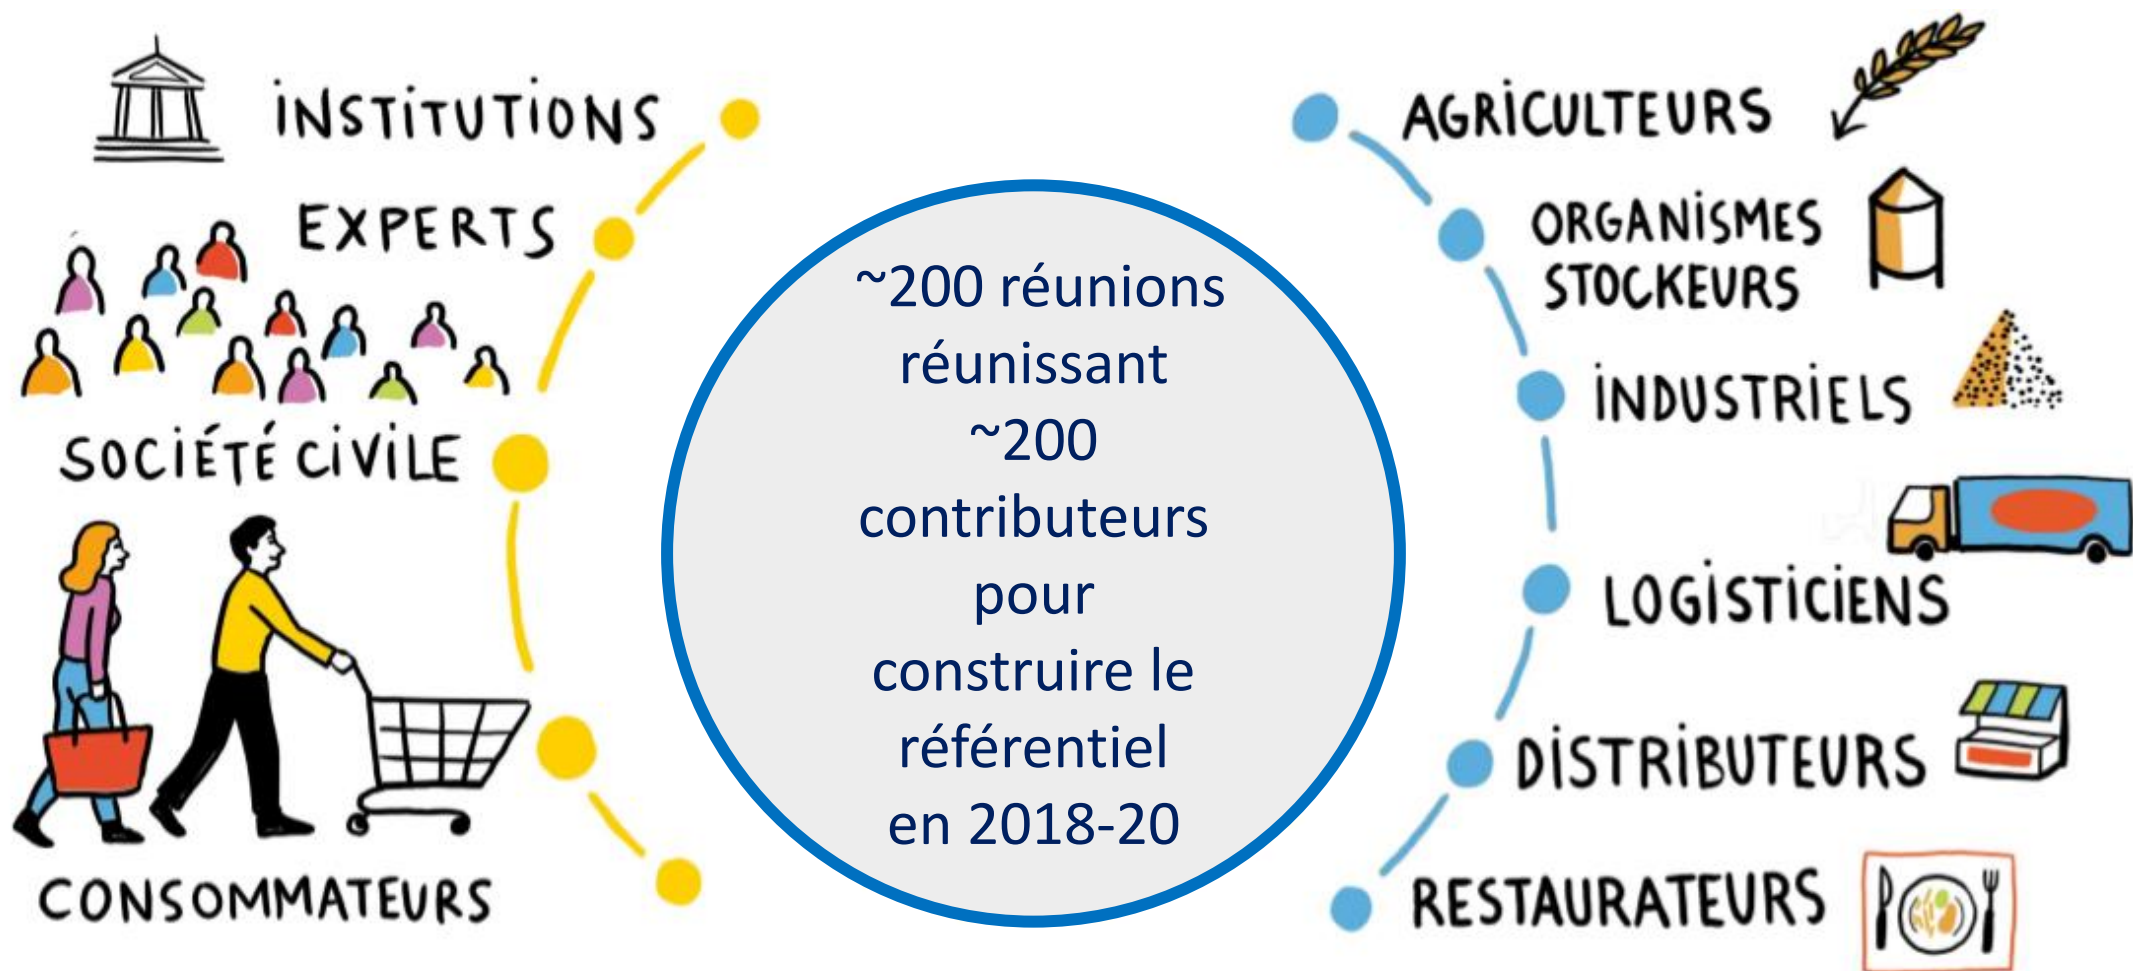 iNSTiTUTiONS
EXPERTS
SOCiÉTÉ CiViLE
CONSOMMATEURS
~200 réunions
réunissant
~200
contributeurs
pour
construire le
référentiel
en 2018-20
AGRiCULTEURS
ORGANiSMES
STOCKEURS
iNDUSTRiELS
LOGiSTiCiENS
DiSTRiBUTEURS
RESTAURATEURS